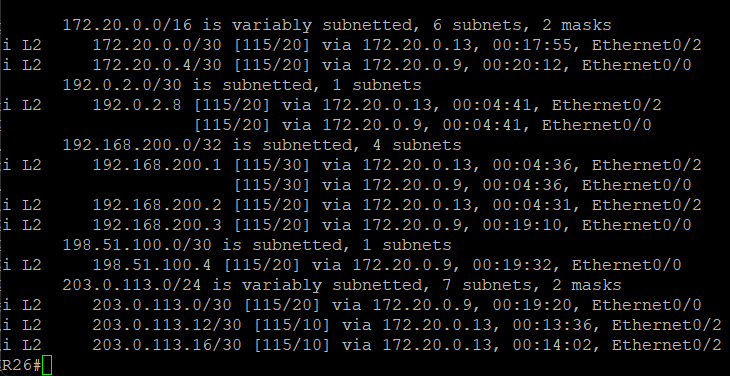 172.20.0.0/16 is variably subnetted, 6 subnets, 2 masks
i L2 172.20.0.0/30 [115/20] via 172.20.0.13, 00:17:55, Ethernet0/2
i L2 172.20.0.4/30 [115/20] via 172.20.0.9, 00:20:12, Ethernet0/0
192.0.2.0/30 is subnetted, 1 subnets
i L2 192.0.2.8 [115/20] via 172.20.0.13, 00:04:41, Ethernet0/2
[115/20] via 172.20.0.9, 00:04:41, Ethernet0/0
192.168.200.0/32 is subnetted, 4 subnets
i L2 192.168.200.1 [115/30] via 172.20.0.13, 00:04:36, Ethernet0/2
[115/30] via 172.20.0.9, 00:04:36, Ethernet0/0
i L2 192.168.200.2 [115/20] via 172.20.0.13, 00:04:31, Ethernet0/2
i L2 192.168.200.3 [115/20] via 172.20.0.9, 00:19:10, Ethernet0/0
198.51.100.0/30 is subnetted, 1 subnets
i L2 198.51.100.4 [115/20] via 172.20.0.9, 00:19:32, Ethernet0/0
203.0.113.0/24 is variably subnetted, 7 subnets, 2 masks
i L2 203.0.113.0/30 [115/20] via 172.20.0.9, 00:19:20, Ethernet0/0
i L2 203.0.113.12/30 [115/10] via 172.20.0.13, 00:13:36, Ethernet0/2
i L2 203.0.113.16/30 [115/10] via 172.20.0.13, 00:14:02, Ethernet0/2
R26#